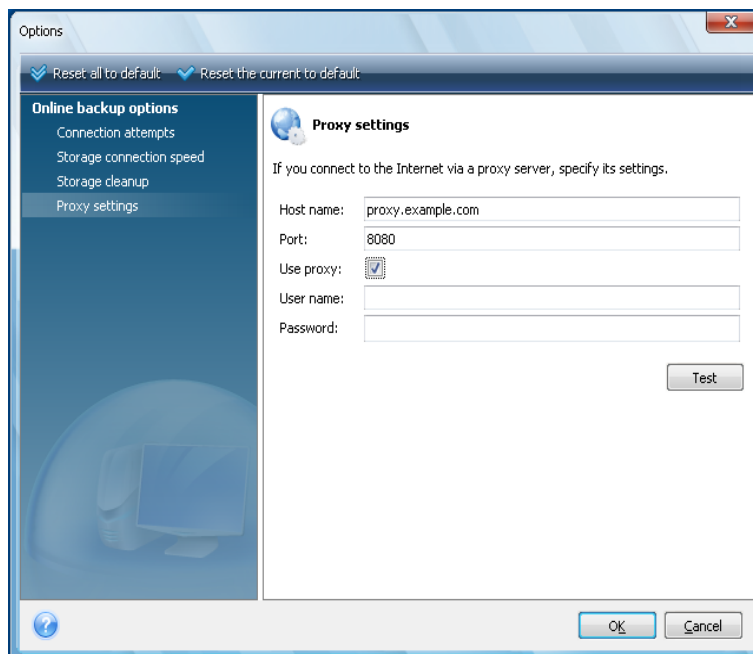 Options
X
Reset all to default Reset the current to default
Online backup options
Connection attempts
Storage connection speed
Storage cleanup
Proxy settings
Proxy settings
If you connect to the Internet via a proxy server, specify its settings.
Host name: proxy.example.com
Port: 8080
Use proxy:
User name:
Password:
Test
?
OK Cancel